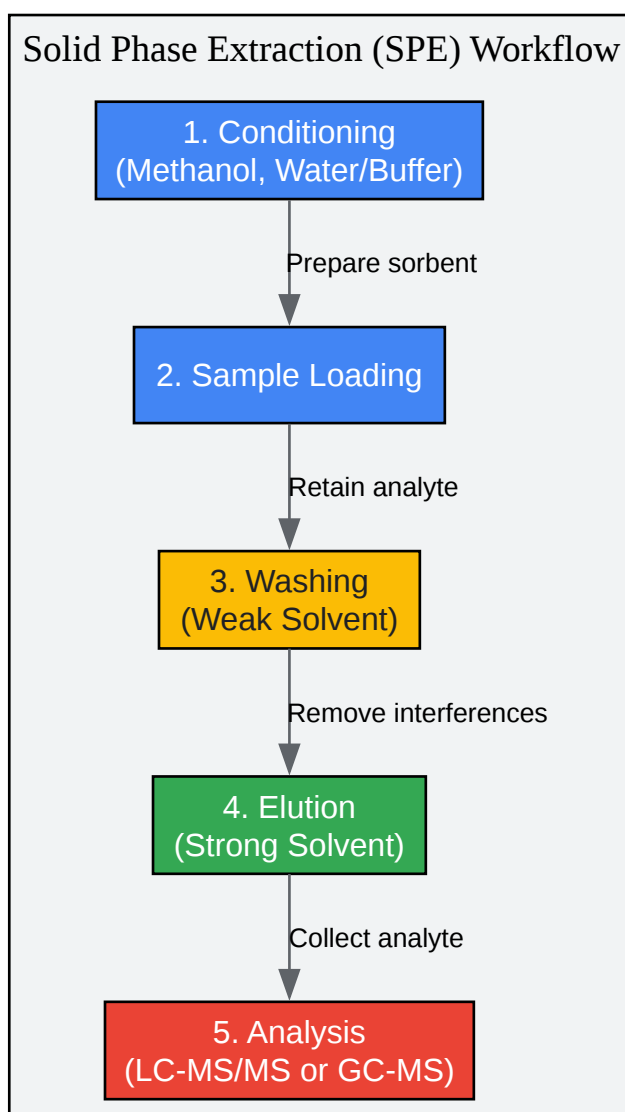 Solid Phase Extraction (SPE) Workflow
1. Conditioning
(Methanol, Water/Buffer)
Prepare sorbent
2. Sample Loading
Retain analyte
3. Washing
(Weak Solvent)
Remove interferences
4. Elution
(Strong Solvent)
Collect analyte
5. Analysis
(LC-MS/MS or GC-MS)